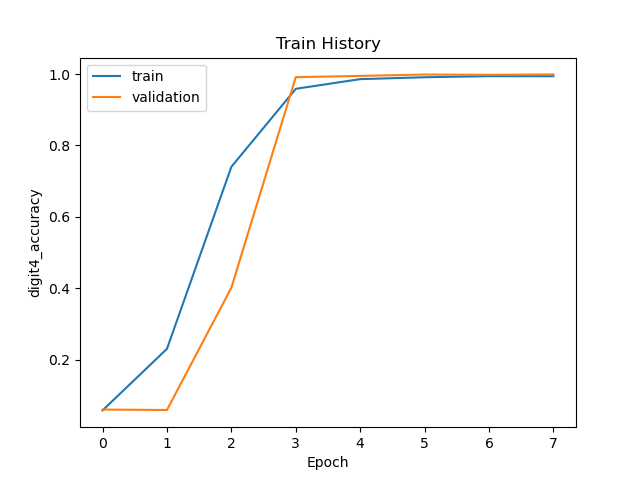 Train History
train
validation
digit4_accuracy
1.0
0.8
0.6
0.4
0.2
0 1 2 3 4 5 6 7
Epoch